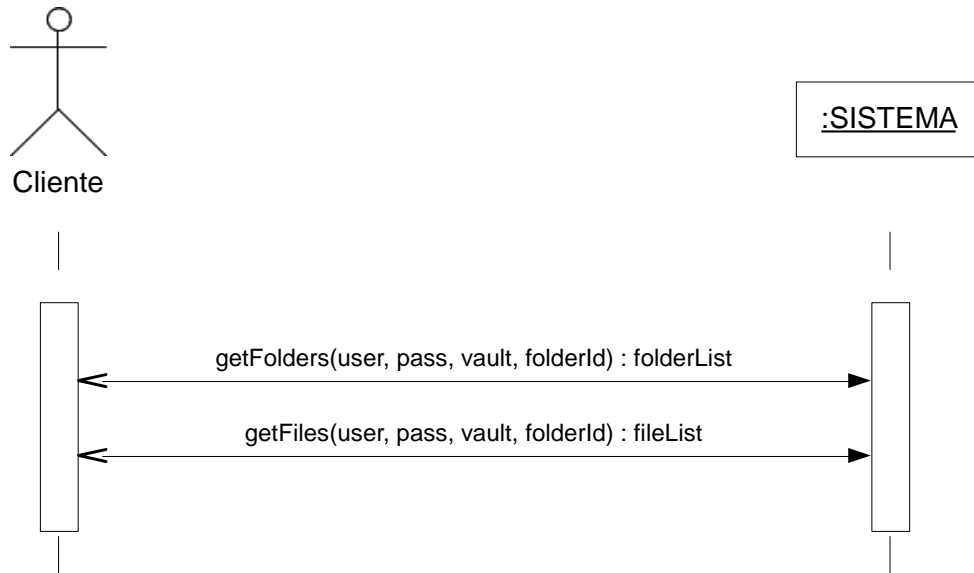 :SISTEMA
Cliente
getFolders(user, pass, vault, folderId) : folderList
getFiles(user, pass, vault, folderId) : fileList